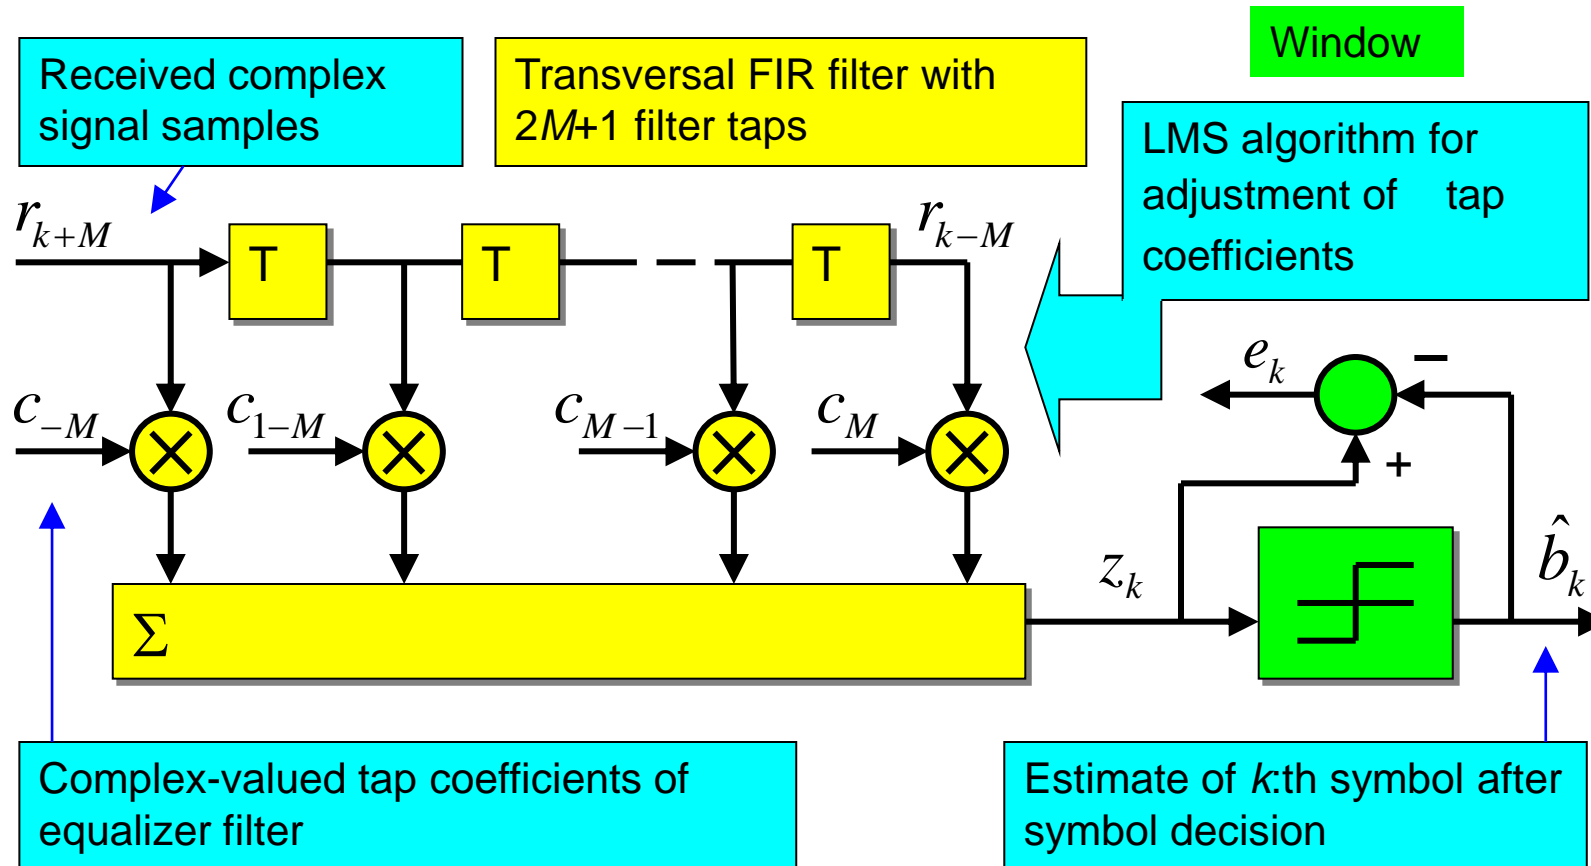 Window
Received complex
signal samples
Transversal FIR filter with
2M+1 filter taps
LMS algorithm for
adjustment of tap
coefficients
r_{k+M}
T
T
T
r_{k−M}
c_{−M}
c_{1−M}
c_{M−1}
c_M
e_k
−
+
Σ
z_k
b̂_k
Complex-valued tap coefficients of
equalizer filter
Estimate of k:th symbol after
symbol decision